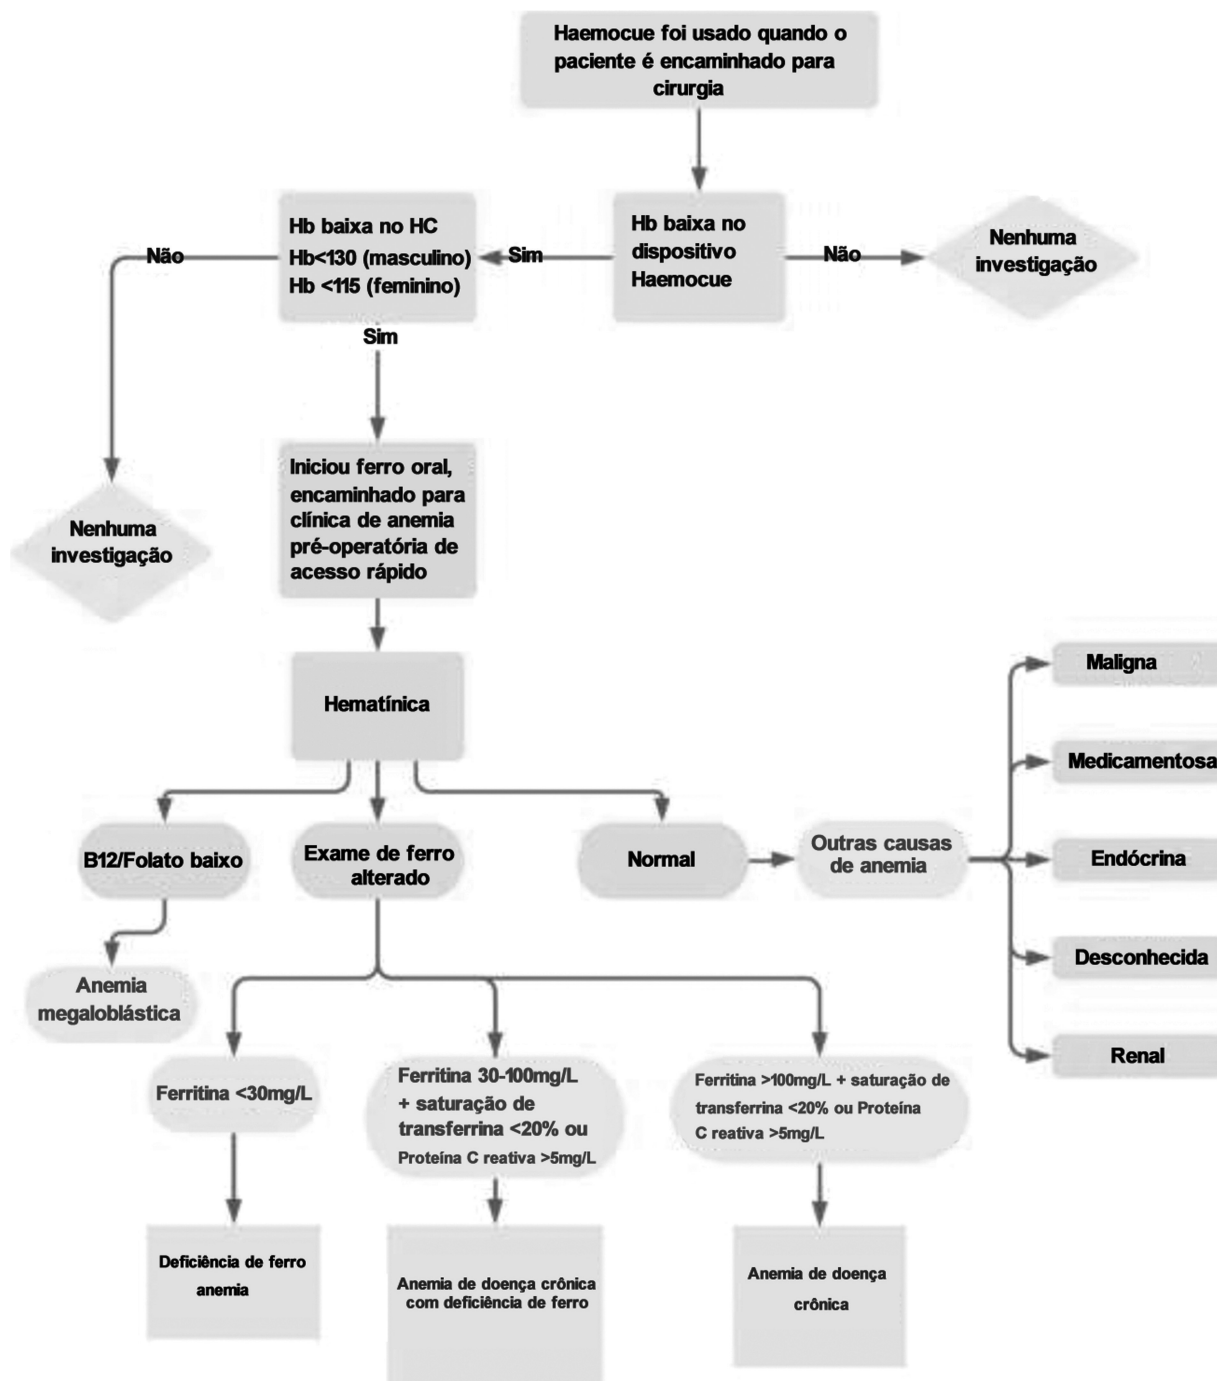 Haemocue foi usado quando o
paciente é encaminhado para
cirurgia
Hb baixa no HC
Hb<130 (masculino)
Hb <115 (feminino)
Hb baixa no
dispositivo
Haemocue
Nenhuma
investigação
Não
Sim
Não
Sim
Iniciou ferro oral,
encaminhado para
clínica de anemia
pré-operatória de
acesso rápido
Nenhuma
investigação
Hematínica
Maligna
Medicamentosa
Endócrina
Desconhecida
Renal
B12/Folato baixo
Exame de ferro
alterado
Normal
Outras causas
de anemia
Anemia
megaloblástica
Ferritina <30mg/L
Ferritina 30-100mg/L
+ saturação de
transferrina <20% ou
Proteína C reativa >5mg/L
Ferritina >100mg/L + saturação de
transferrina <20% ou Proteína
C reativa >5mg/L
Deficiência de ferro
anemia
Anemia de doença crônica
com deficiência de ferro
Anemia de doença
crônica